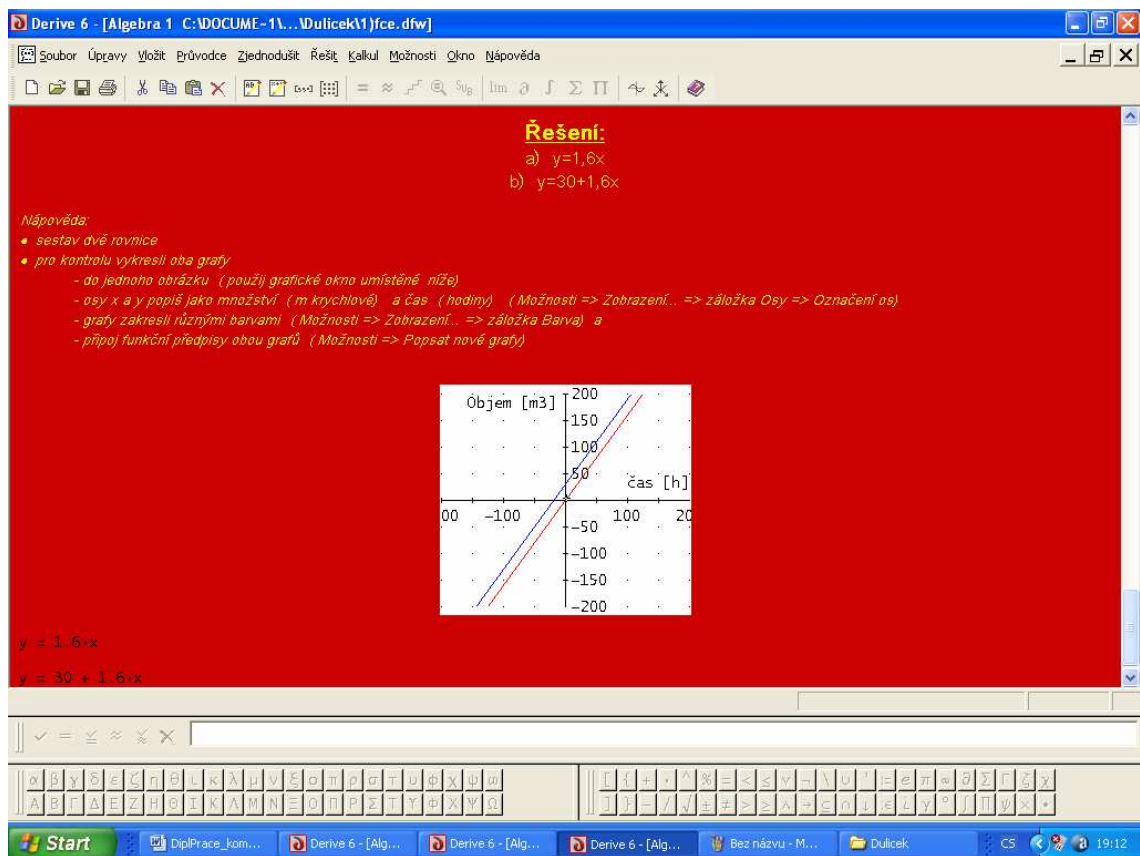 Derive 6 - [Algebra 1 C:\DOCUME~1\...\Dulicek\1)fce.dfw]
Soubor Úpravy Vložit Průvodce Zjednodušit Řešit Kalkul Možnosti Okno Nápověda
lim ∂ ∫ Σ Π
Řešení:
a) y=1,6x
b) y=30+1,6x
Nápověda:
• sestav dvě rovnice
• pro kontrolu vykresli oba grafy
- do jednoho obrázku ( použij grafické okno umístěné níže)
- osy x a y popiš jako množství ( m krychlové) a čas ( hodiny) ( Možnosti => Zobrazení... => záložka Osy => Označení os)
- grafy zakresli různými barvami ( Možnosti => Zobrazení... => záložka Barva) a
- připoj funkční předpisy obou grafů ( Možnosti => Popsat nové grafy)
Objem [m3] 200
150
100
50
čas [h]
00 -100 100 20
-50
-100
-150
-200
y = 1.6·x
y = 30 + 1.6·x
α β γ δ ε ζ η θ ι κ λ μ ν ξ ο π ρ σ τ υ φ χ ψ ω
Α Β Γ Δ Ε Ζ Η Θ Ι Κ Λ Μ Ν Ξ Ο Π Ρ Σ Τ Υ Φ Χ Ψ Ω
Start DiplPrace_kom... Derive 6 - [Alg... Derive 6 - [Alg... Derive 6 - [Alg... Bez názvu - M... Dulicek CS 19:12